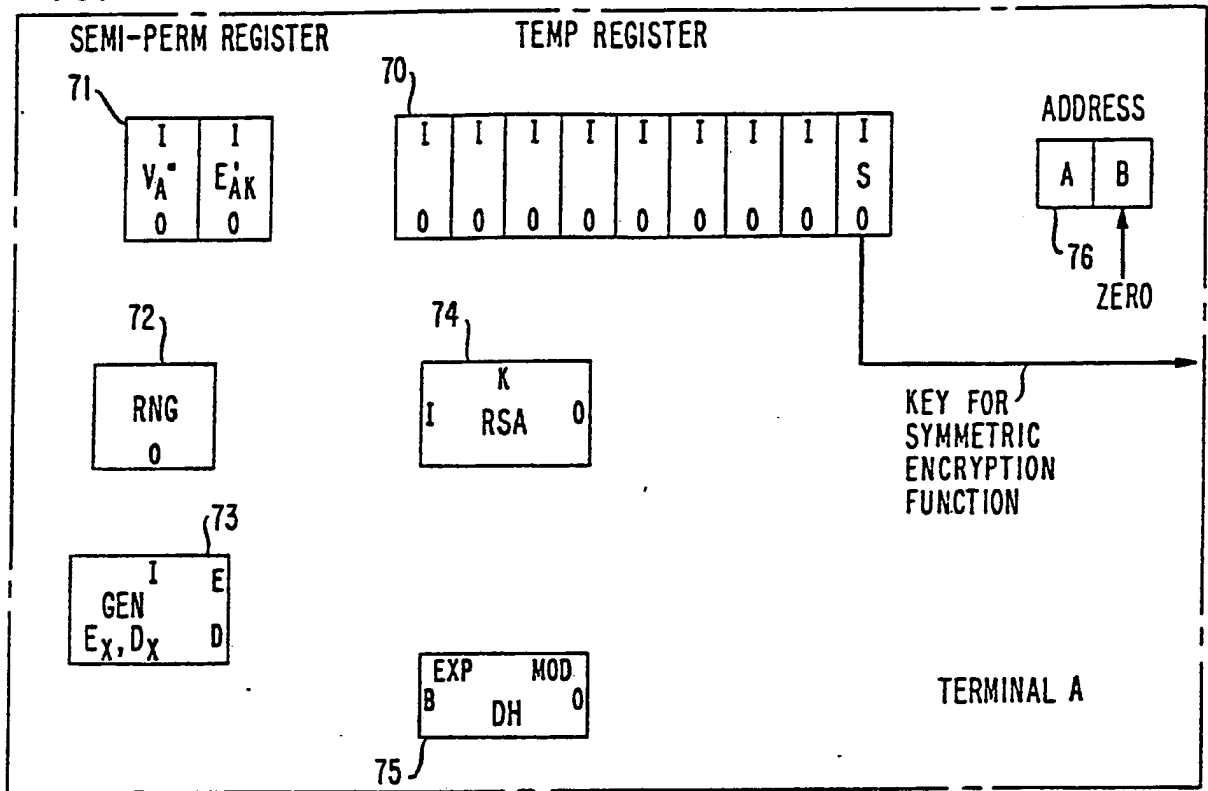 SEMI-PERM REGISTER
TEMP REGISTER
71
70
ADDRESS
I I
V_A" E'_AK
0 0
I I I I I I I I I
S
0 0 0 0 0 0 0 0 0
A B
76
ZERO
72
74
RNG
0
K
I RSA 0
KEY FOR
SYMMETRIC
ENCRYPTION
FUNCTION
73
I E
GEN
E_X, D_X D
EXP MOD
B 0
DH
75
TERMINAL A